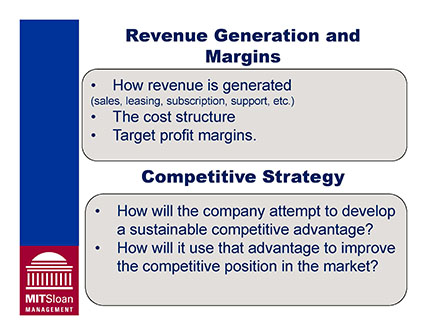 Revenue Generation and
Margins
• How revenue is generated
(sales, leasing, subscription, support, etc.)
• The cost structure
• Target profit margins.
Competitive Strategy
• How will the company attempt to develop
a sustainable competitive advantage?
• How will it use that advantage to improve
the competitive position in the market?
MITSloan
MANAGEMENT